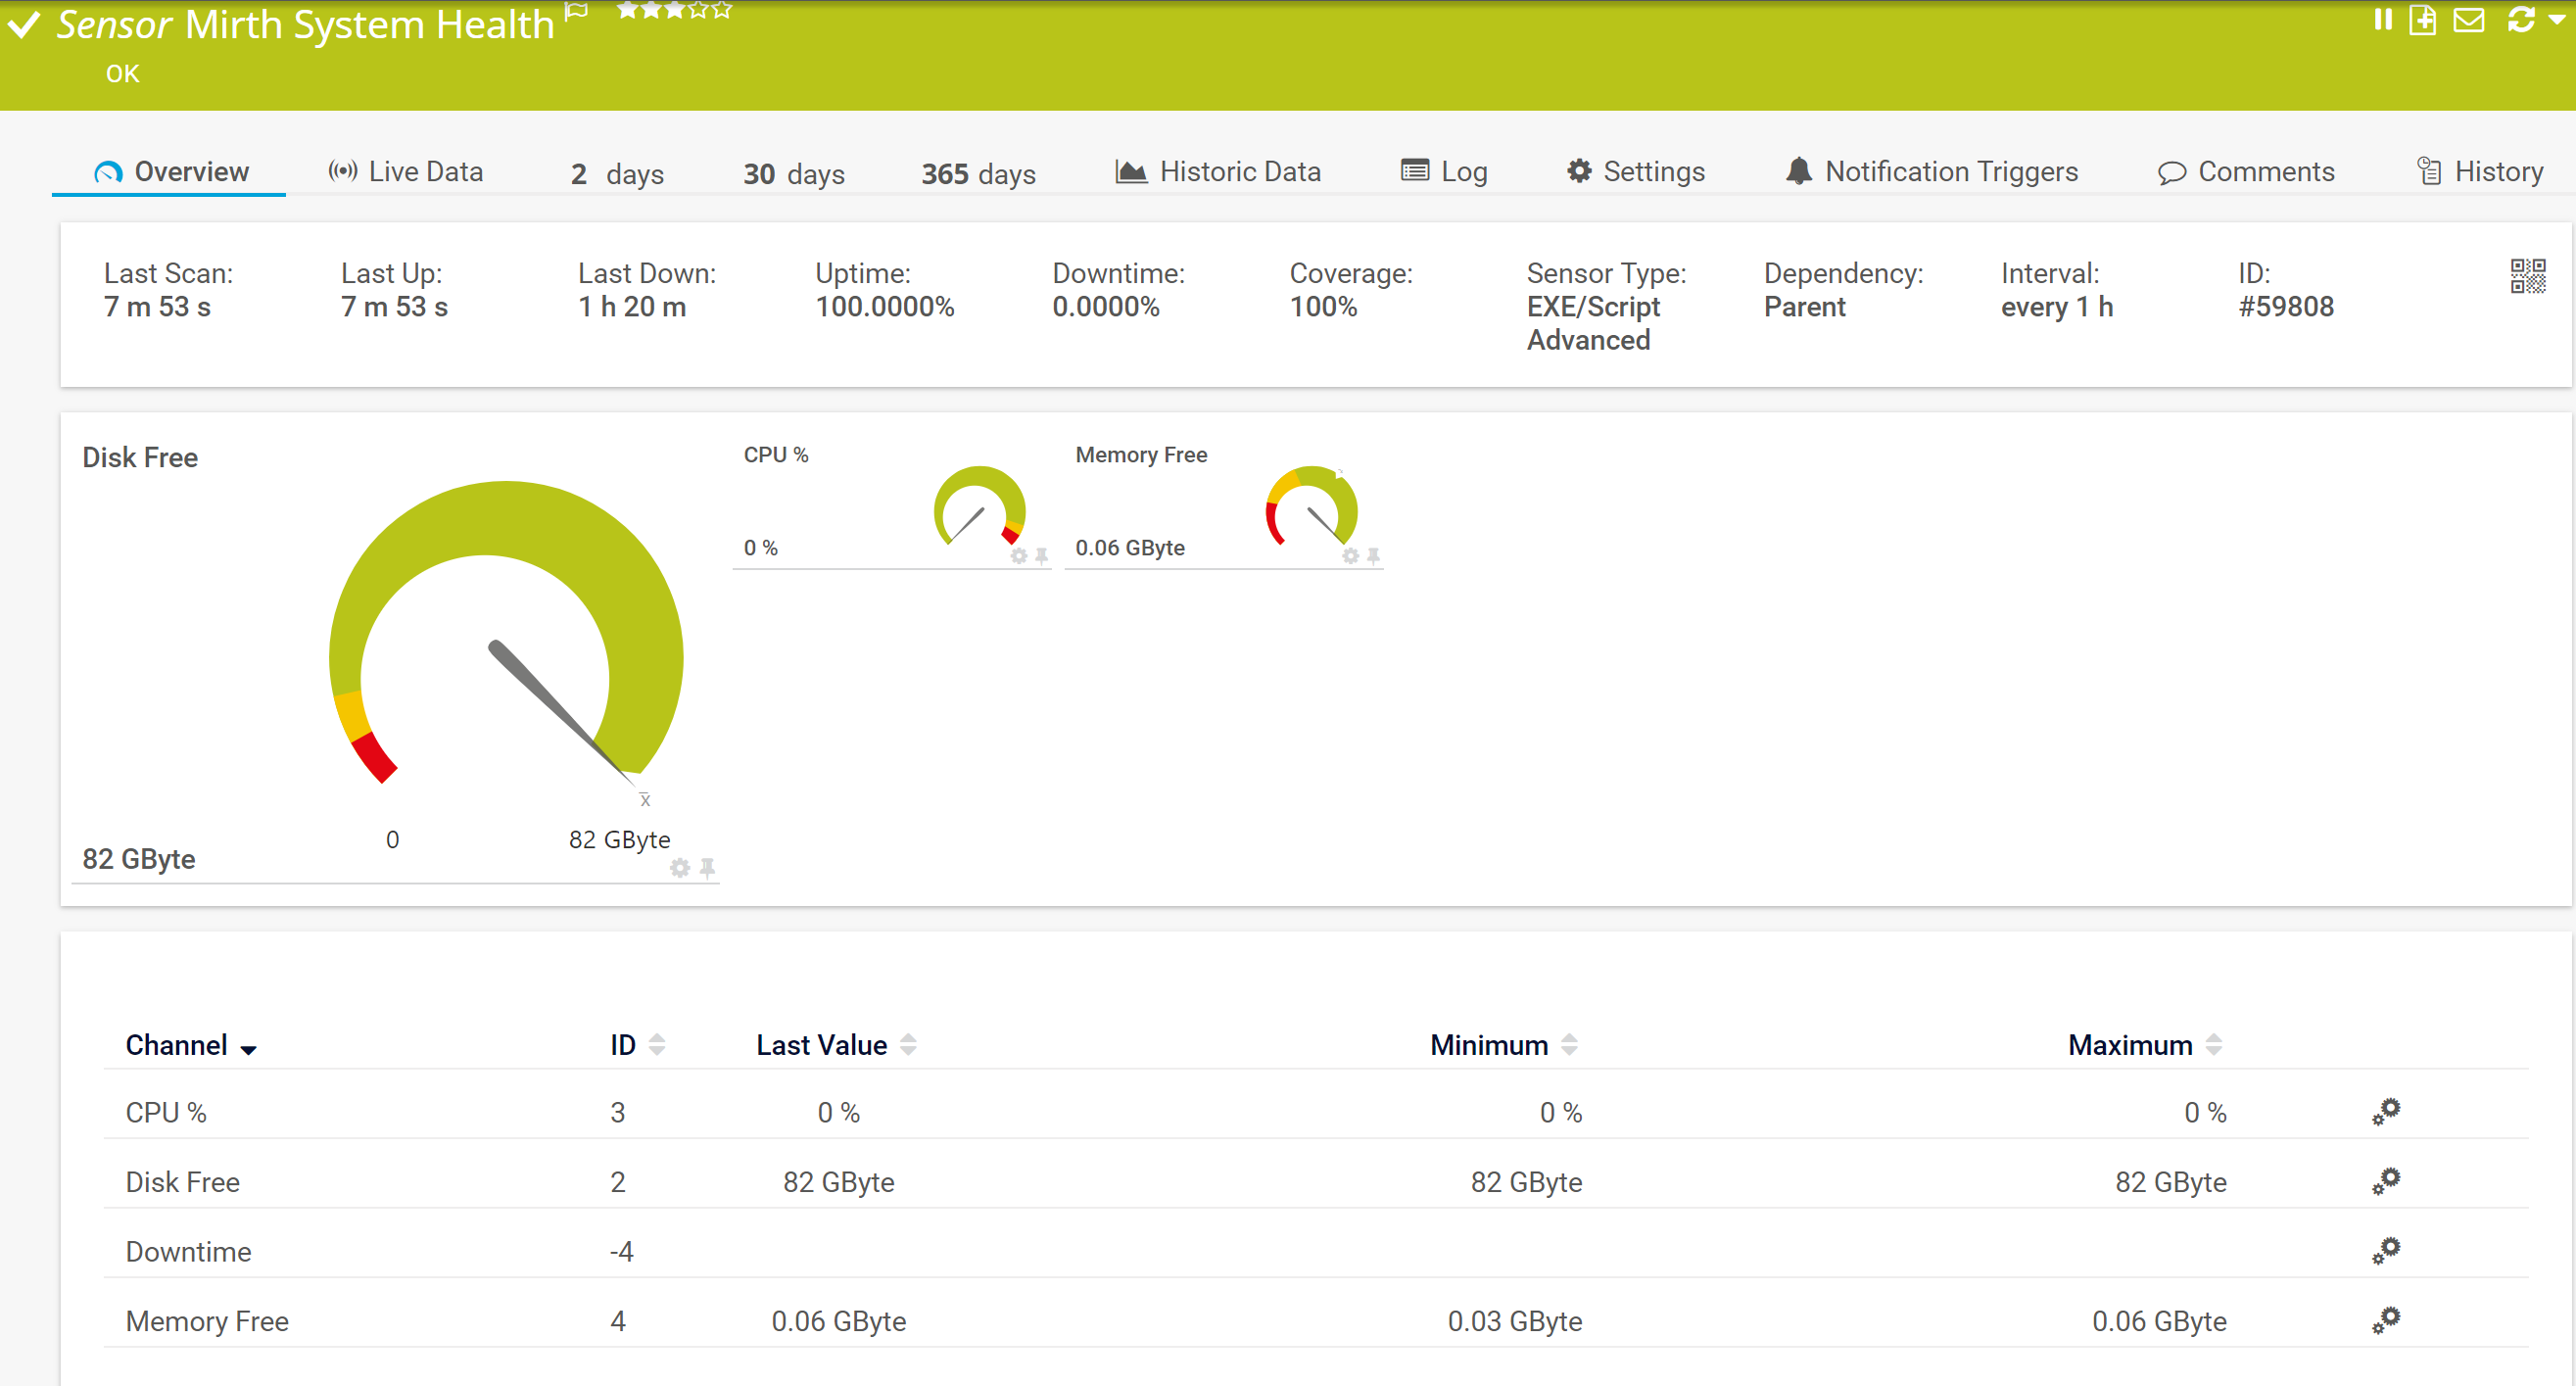 Sensor Mirth System Health
OK
Overview Live Data 2 days 30 days 365 days Historic Data Log Settings Notification Triggers Comments History
Last Scan: Last Up: Last Down: Uptime: Downtime: Coverage: Sensor Type: Dependency: Interval: ID:
7 m 53 s 7 m 53 s 1 h 20 m 100.0000% 0.0000% 100% EXE/Script Parent every 1 h #59808
Advanced
Disk Free CPU % Memory Free
0 % 0.06 GByte
x̄
0 82 GByte
82 GByte
Channel ID Last Value Minimum Maximum
CPU % 3 0 % 0 % 0 %
Disk Free 2 82 GByte 82 GByte 82 GByte
Downtime -4
Memory Free 4 0.06 GByte 0.03 GByte 0.06 GByte